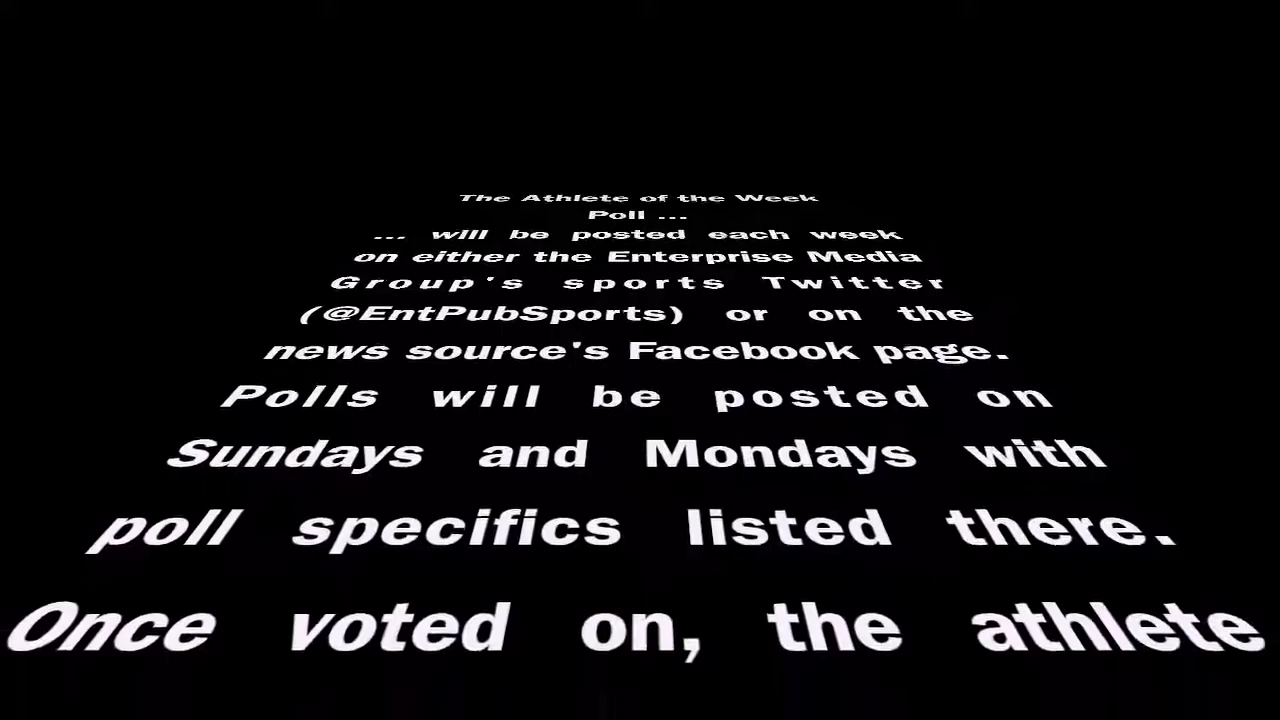 The Athlete of the Week
Poll ...
... will be posted each week
on either the Enterprise Media
Group's sports Twitter
(@EntPubSports) or on the
news source's Facebook page.
Polls will be posted on
Sundays and Mondays with
poll specifics listed there.
Once voted on, the athlete